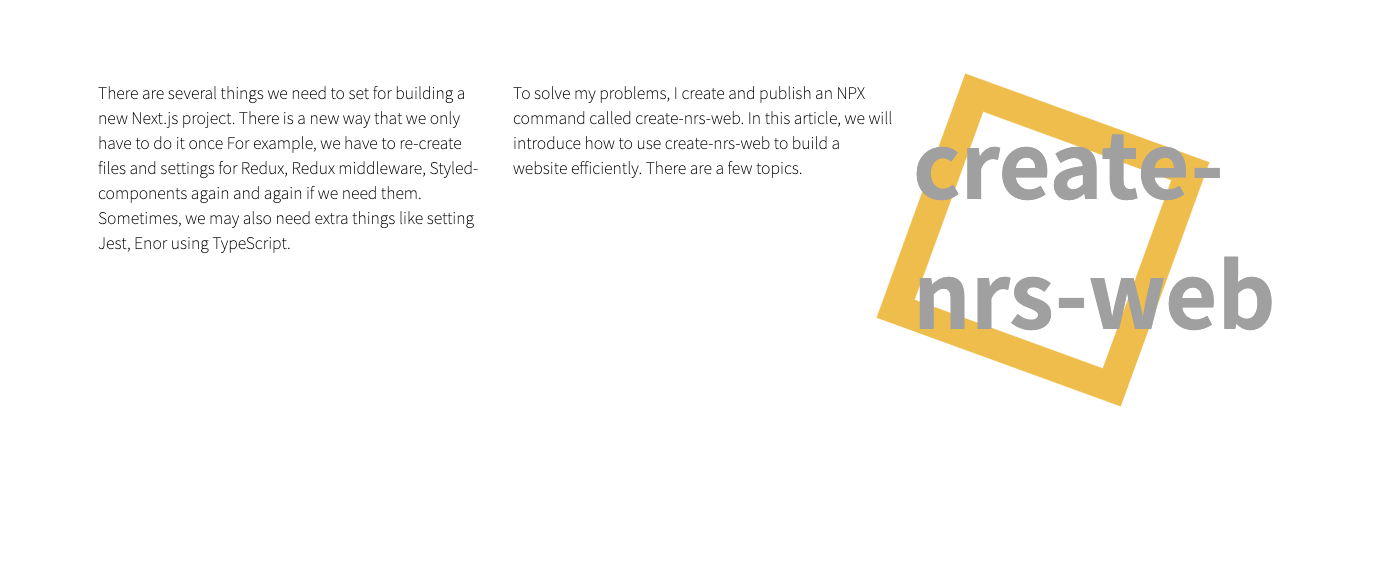 There are several things we need to set for building a
new Next.js project. There is a new way that we only
have to do it once For example, we have to re-create
files and settings for Redux, Redux middleware, Styled-
components again and again if we need them.
Sometimes, we may also need extra things like setting
Jest, Enor using TypeScript.
To solve my problems, I create and publish an NPX
command called create-nrs-web. In this article, we will
introduce how to use create-nrs-web to build a
website efficiently. There are a few topics.
create-
nrs-web